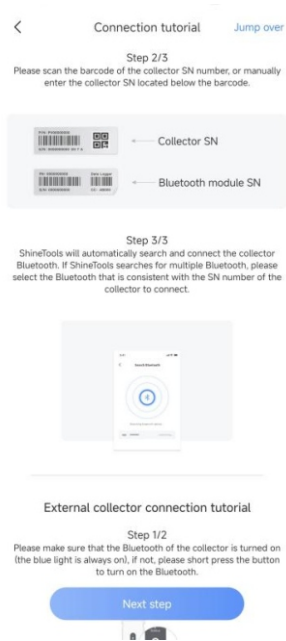 Connection tutorial
Jump over
Step 2/3
Please scan the barcode of the collector SN number, or manually
enter the collector SN located below the barcode.
Collector SN
Bluetooth module SN
Step 3/3
ShineTools will automatically search and connect the collector
Bluetooth. If ShineTools searches for multiple Bluetooth, please
select the Bluetooth that is consistent with the SN number of the
collector to connect.
External collector connection tutorial
Step 1/2
Please make sure that the Bluetooth of the collector is turned on
(the blue light is always on), if not, please short press the button
to turn on the Bluetooth.
Next step